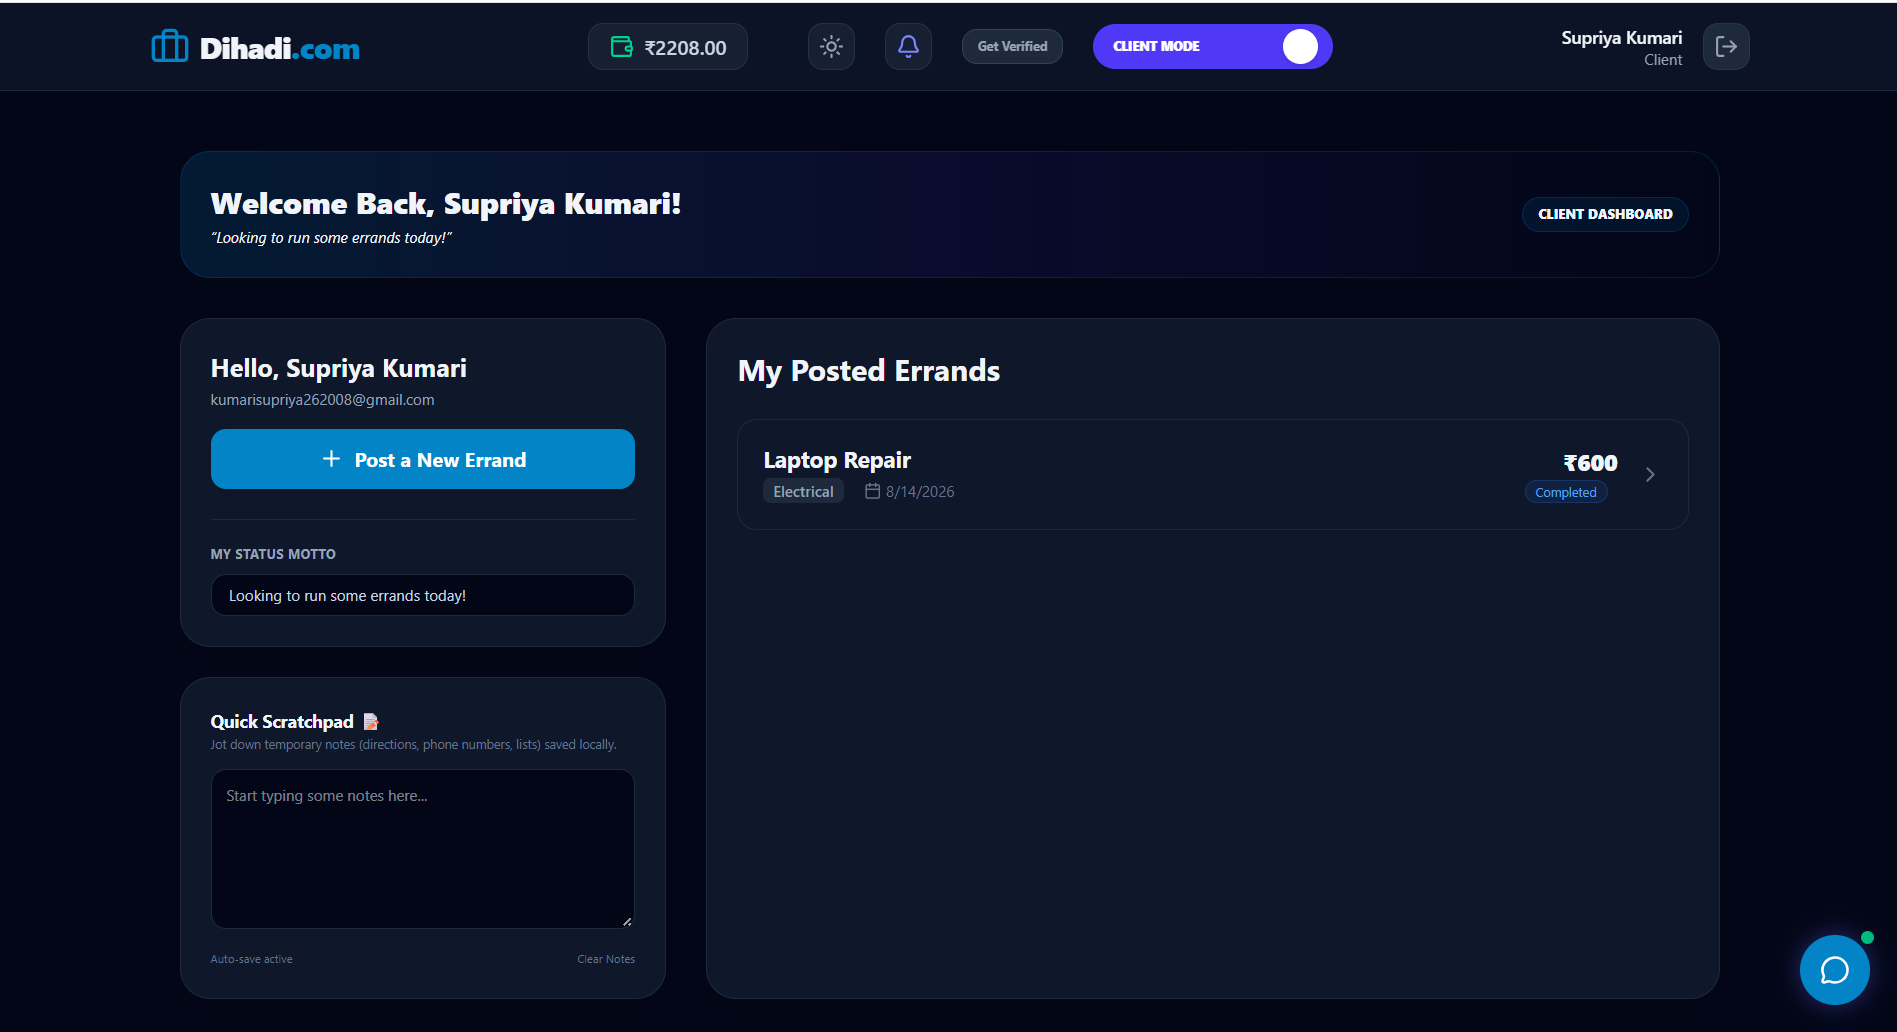 Dihadi.com
₹2208.00
Get Verified
CLIENT MODE
Supriya Kumari
Client
Welcome Back, Supriya Kumari!
“Looking to run some errands today!”
CLIENT DASHBOARD
Hello, Supriya Kumari
kumarisupriya262008@gmail.com
+ Post a New Errand
MY STATUS MOTTO
Looking to run some errands today!
Quick Scratchpad 📝
Jot down temporary notes (directions, phone numbers, lists) saved locally.
Start typing some notes here...
Auto-save active
Clear Notes
My Posted Errands
Laptop Repair
₹600
Electrical
8/14/2026
Completed